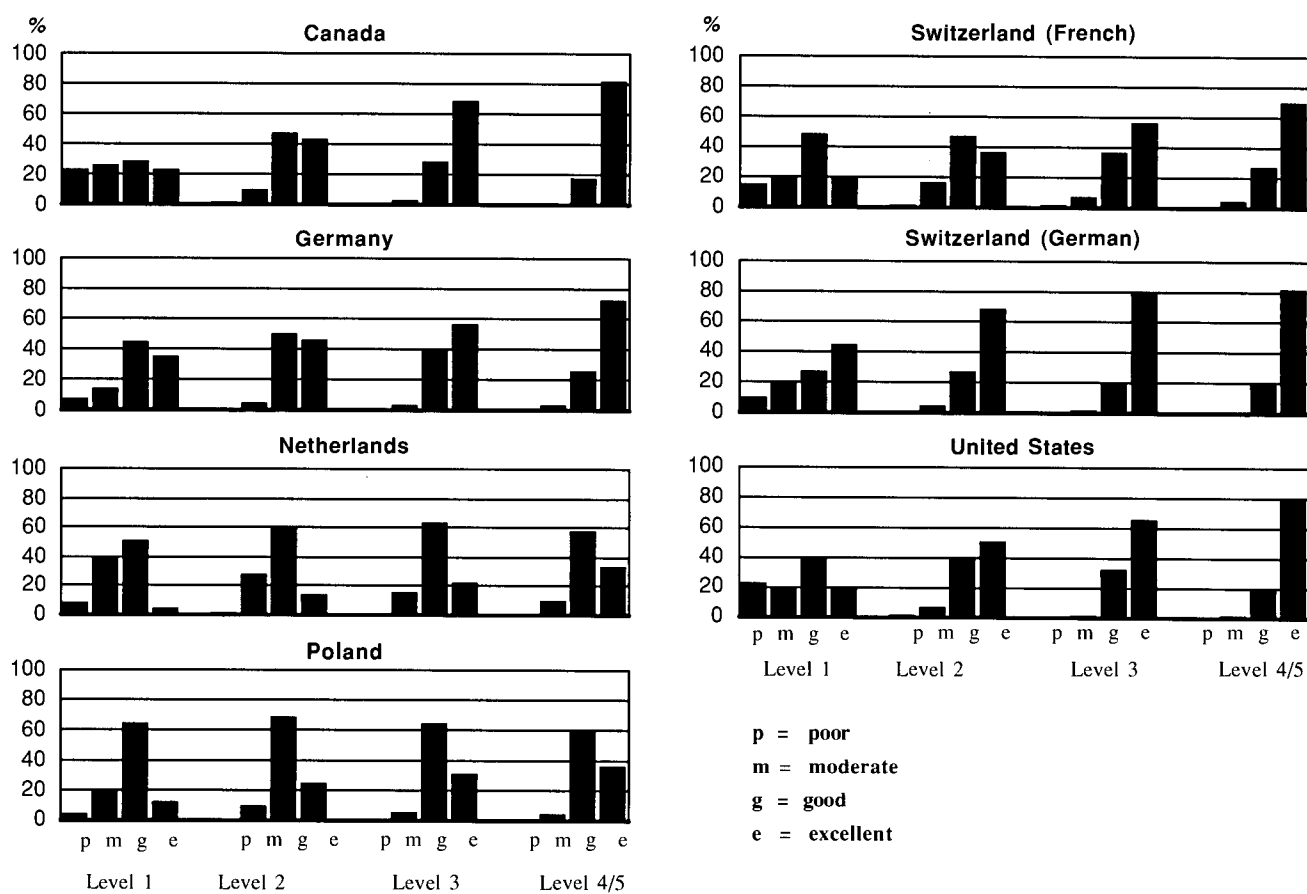 %
Canada
100
80
60
40
20
0
Germany
100
80
60
40
20
0
Netherlands
100
80
60
40
20
0
Poland
100
80
60
40
20
0
p m g e p m g e p m g e p m g e
Level 1 Level 2 Level 3 Level 4/5
%
Switzerland (French)
100
80
60
40
20
0
Switzerland (German)
100
80
60
40
20
0
United States
100
80
60
40
20
0
p m g e p m g e p m g e p m g e
Level 1 Level 2 Level 3 Level 4/5
p = poor
m = moderate
g = good
e = excellent